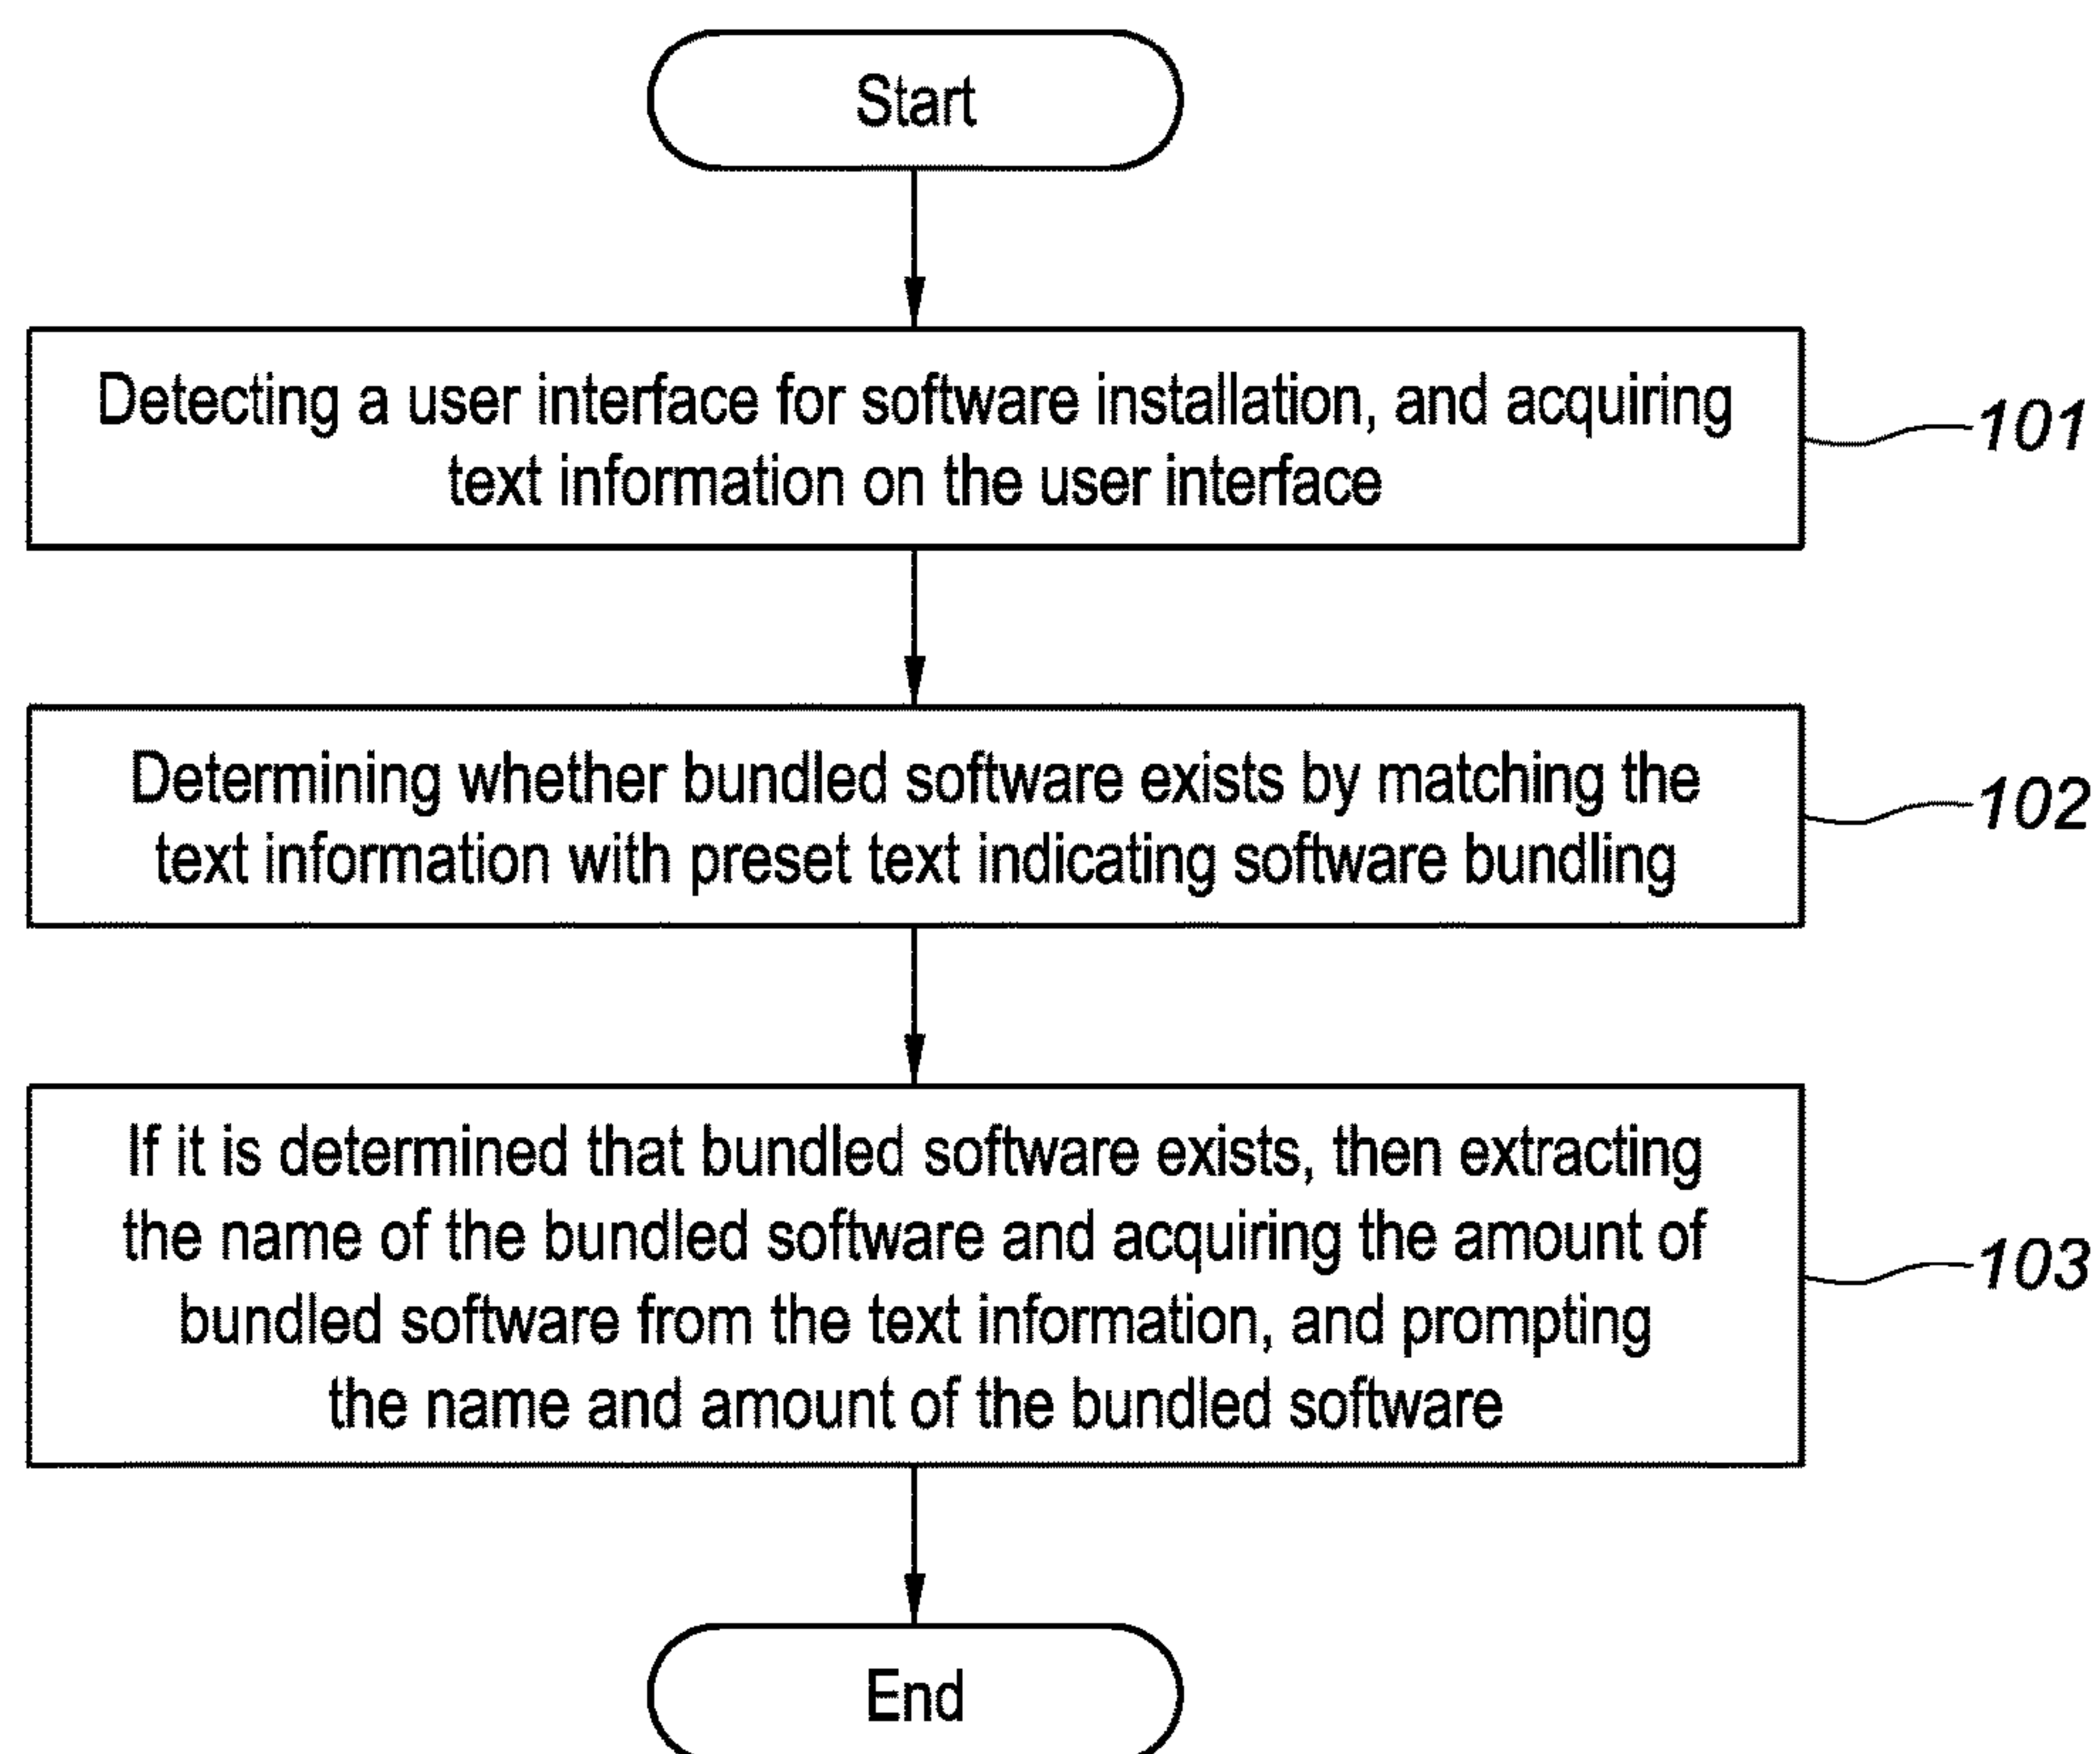 Start
Detecting a user interface for software installation, and acquiring
text information on the user interface
101
Determining whether bundled software exists by matching the
text information with preset text indicating software bundling
102
If it is determined that bundled software exists, then extracting
the name of the bundled software and acquiring the amount of
bundled software from the text information, and prompting
the name and amount of the bundled software
103
End